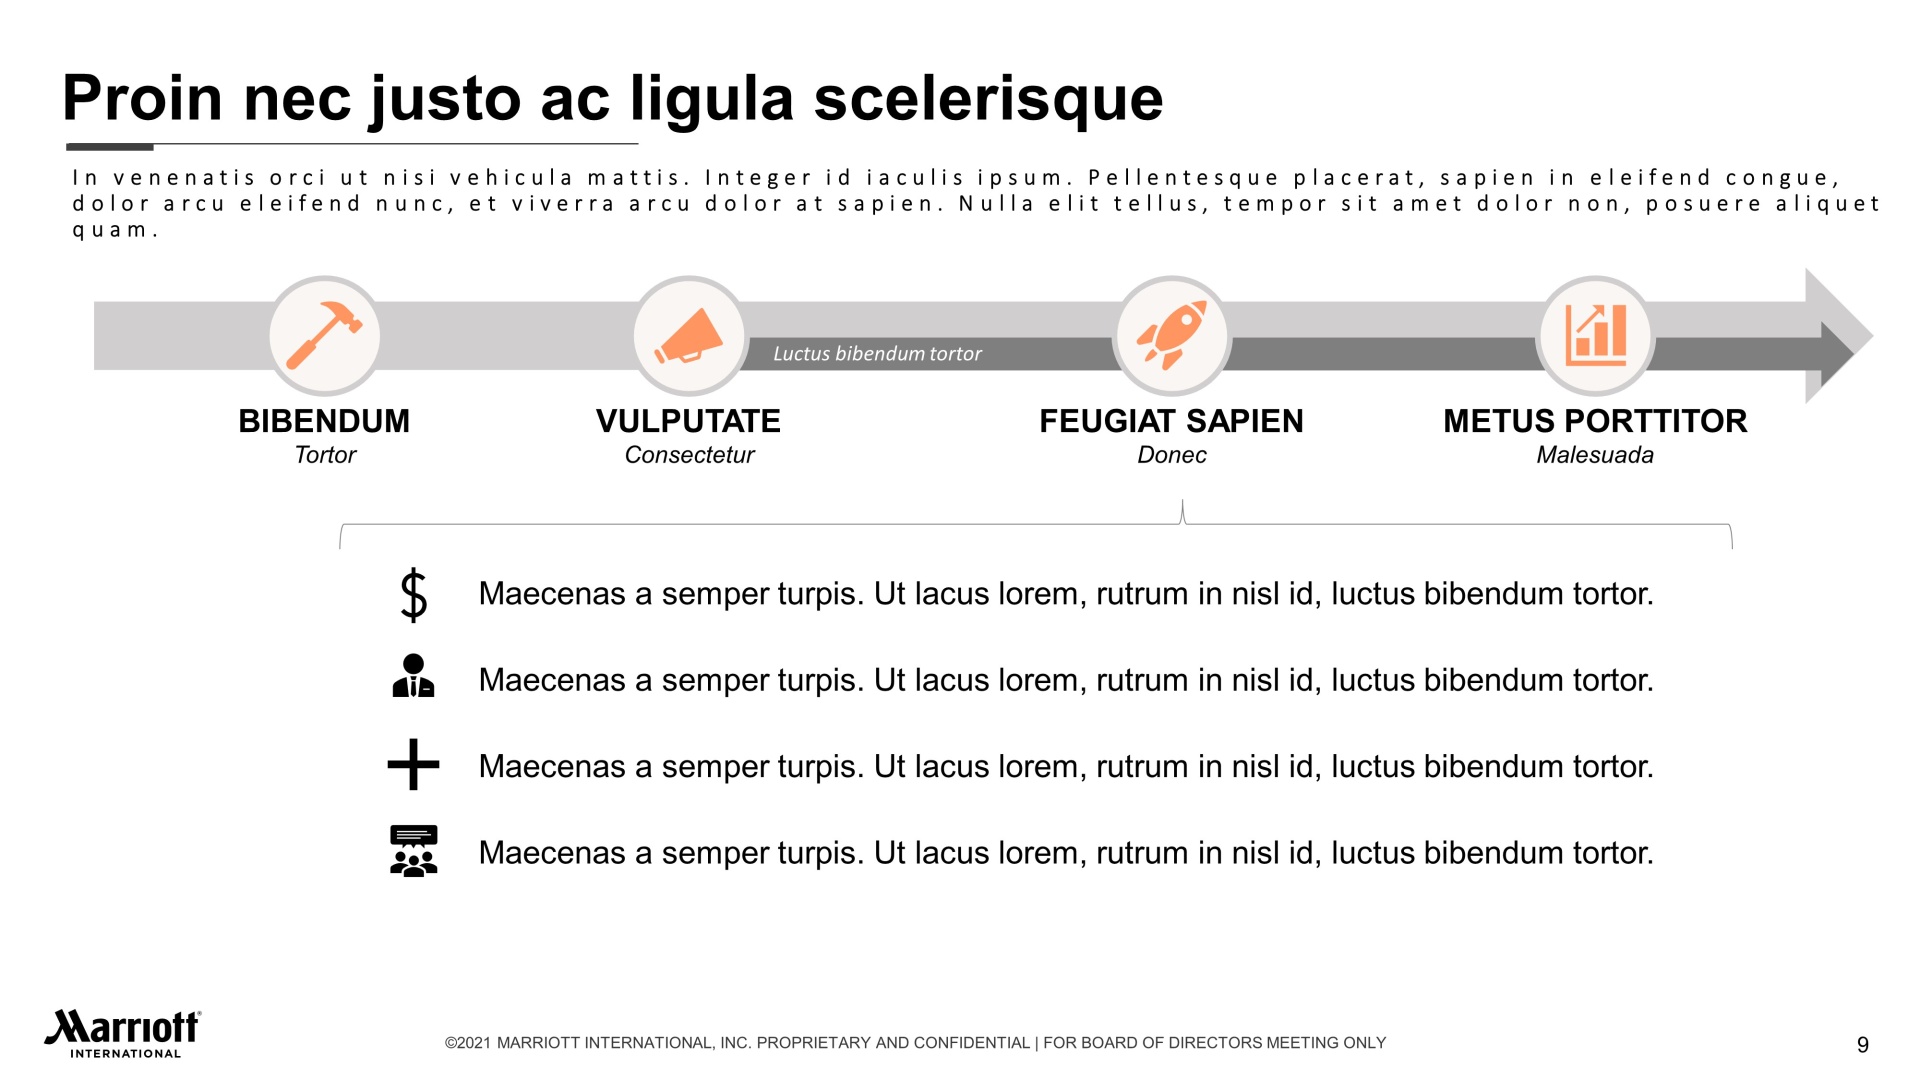 Proin nec justo ac ligula scelerisque
In venenatis orci ut nisi vehicula mattis. Integer id iaculis ipsum. Pellentesque placerat, sapien in eleifend congue,
dolor arcu eleifend nunc, et viverra arcu dolor at sapien. Nulla elit tellus, tempor sit amet dolor non, posuere aliquet
quam.
Luctus bibendum tortor
BIBENDUM
Tortor
VULPUTATE
Consectetur
FEUGIAT SAPIEN
Donec
METUS PORTTITOR
Malesuada
$ Maecenas a semper turpis. Ut lacus lorem, rutrum in nisl id, luctus bibendum tortor.
Maecenas a semper turpis. Ut lacus lorem, rutrum in nisl id, luctus bibendum tortor.
Maecenas a semper turpis. Ut lacus lorem, rutrum in nisl id, luctus bibendum tortor.
Maecenas a semper turpis. Ut lacus lorem, rutrum in nisl id, luctus bibendum tortor.
Marriott®
INTERNATIONAL
©2021 MARRIOTT INTERNATIONAL, INC. PROPRIETARY AND CONFIDENTIAL | FOR BOARD OF DIRECTORS MEETING ONLY
9